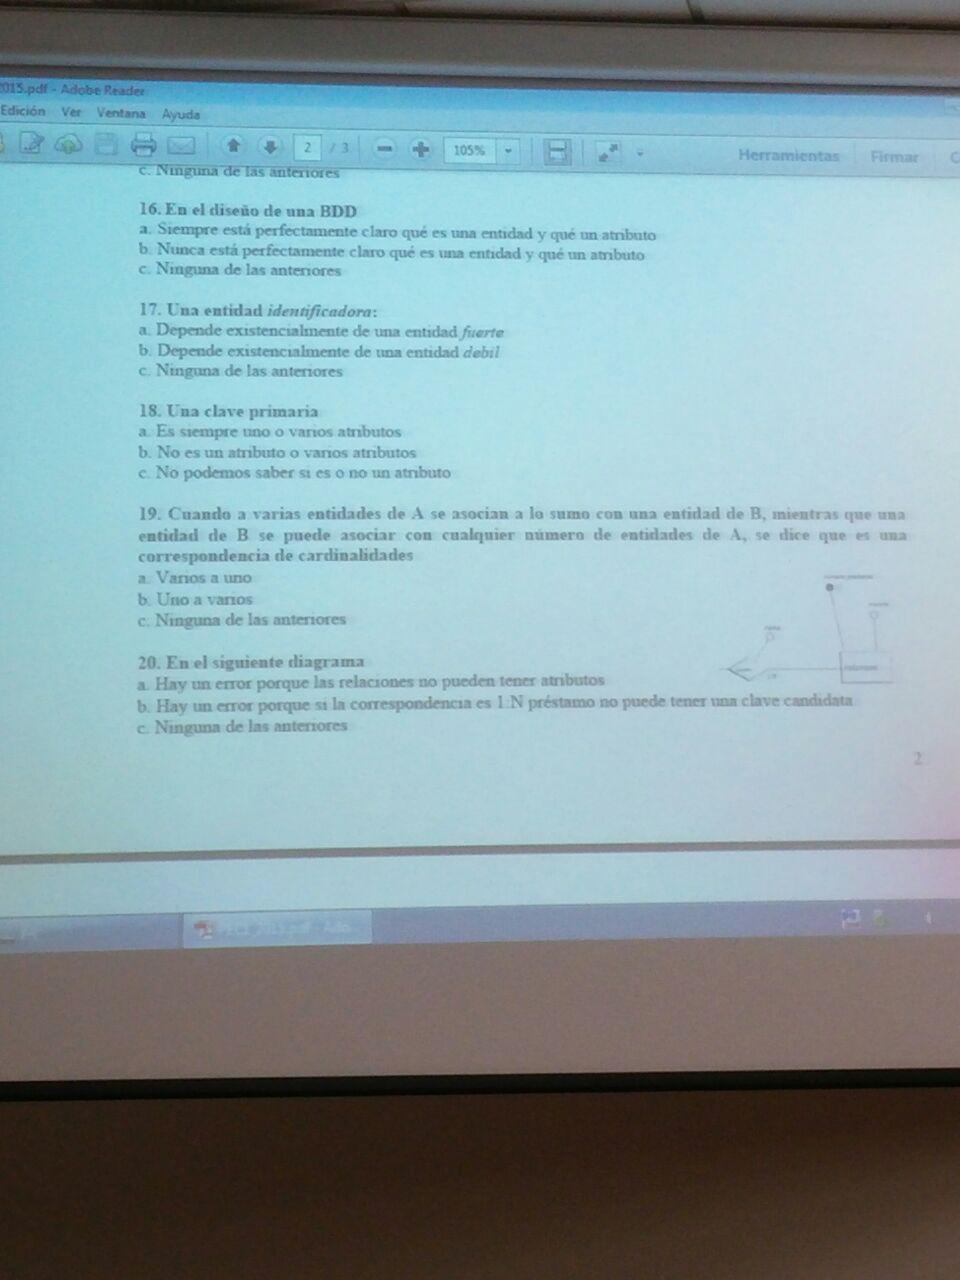 2015.pdf - Adobe Reader
Edición Ver Ventana Ayuda
2 / 3 105% Herramientas Firmar C
c. Ninguna de las anteriores
16. En el diseño de una BDD
a. Siempre está perfectamente claro qué es una entidad y qué un atributo
b. Nunca está perfectamente claro qué es una entidad y qué un atributo
c. Ninguna de las anteriores
17. Una entidad identificadora:
a. Depende existencialmente de una entidad fuerte
b. Depende existencialmente de una entidad debil
c. Ninguna de las anteriores
18. Una clave primaria
a. Es siempre uno o varios atributos
b. No es un atributo o varios atributos
c. No podemos saber si es o no un atributo
19. Cuando a varias entidades de A se asocian a lo sumo con una entidad de B, mientras que una
entidad de B se puede asociar con cualquier número de entidades de A, se dice que es una
correspondencia de cardinalidades
a. Varios a uno
b. Uno a varios
c. Ninguna de las anteriores
20. En el siguiente diagrama
a. Hay un error porque las relaciones no pueden tener atributos
b. Hay un error porque si la correspondencia es 1:N préstamo no puede tener una clave candidata
c. Ninguna de las anteriores
2
2015.pdf - Ado...